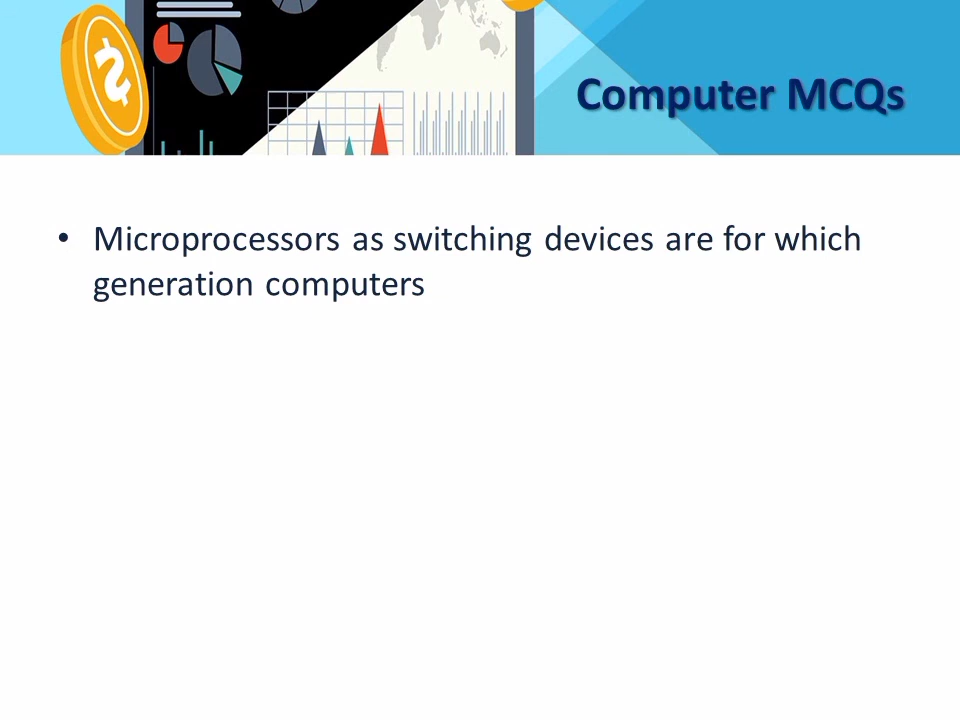 Computer MCQs
• Microprocessors as switching devices are for which
generation computers